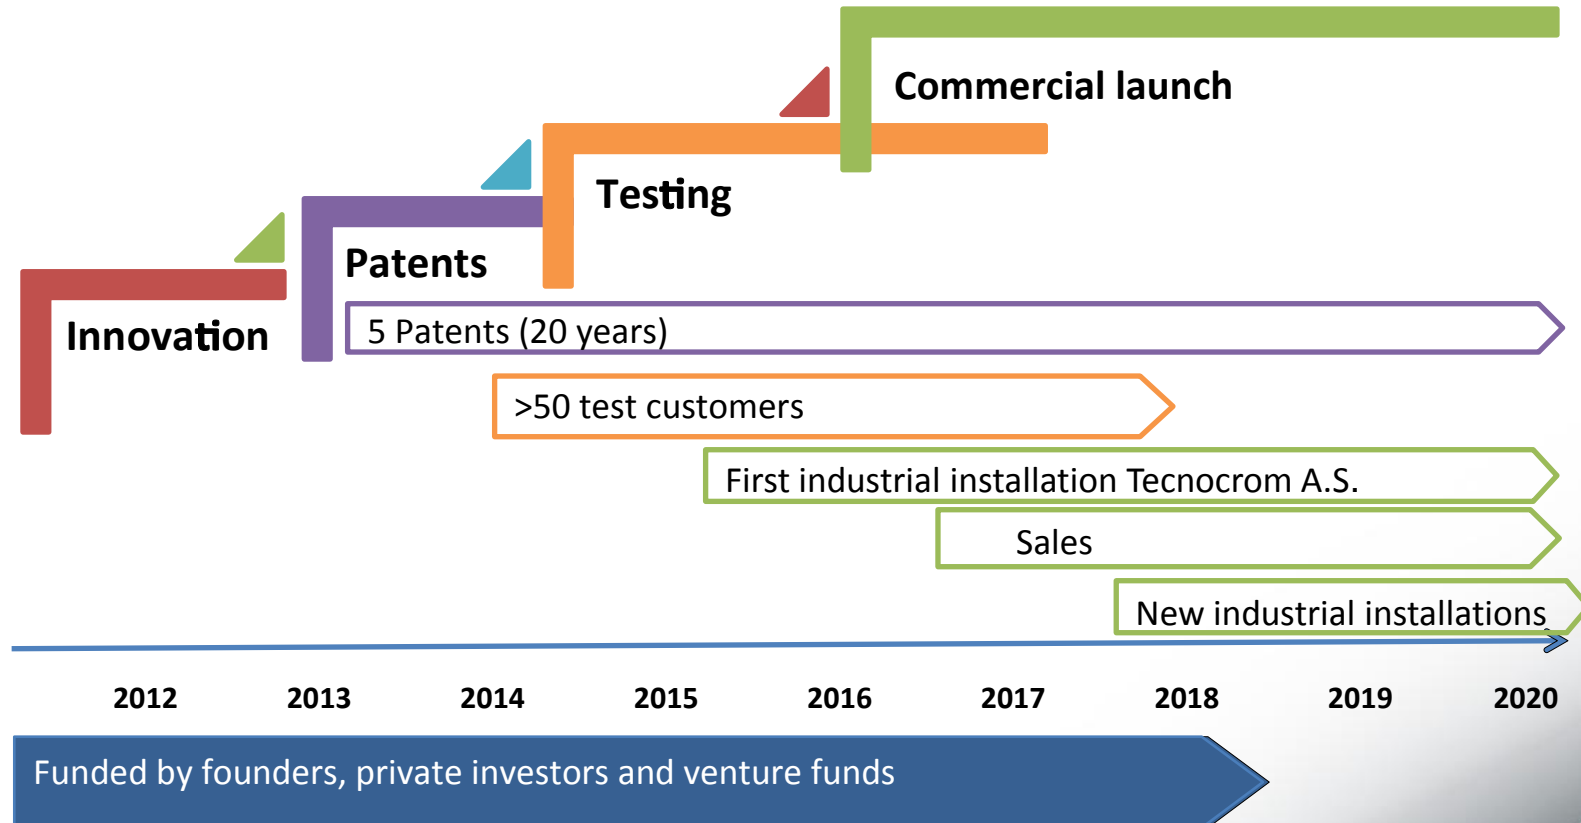 Commercial launch
Testing
Patents
Innovation
5 Patents (20 years)
>50 test customers
First industrial installation Tecnocrom A.S.
Sales
New industrial installations
2012 2013 2014 2015 2016 2017 2018 2019 2020
Funded by founders, private investors and venture funds